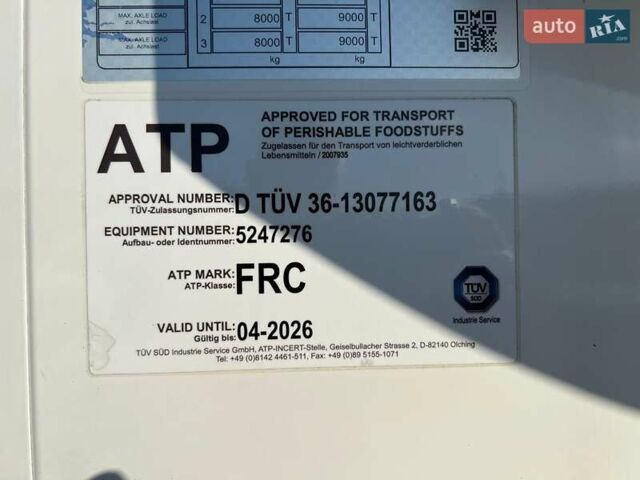 MAX. AXLE LOAD
zul. Achslast
2 8000 T 9000
MAX. AXLE LOAD
zul. Achslast
3 8000 T 9000
kg kg
auto RIA.com
ATP
APPROVED FOR TRANSPORT
OF PERISHABLE FOODSTUFFS
Zugelassen für den Transport von leichtverderblichen
Lebensmitteln / 2007935
APPROVAL NUMBER: D TÜV 36-13077163
TÜV-Zulassungsnummer:
EQUIPMENT NUMBER: 5247276
Aufbau- oder Identnummer:
ATP MARK: FRC
ATP-Klasse:
TÜV
SÜD
Industrie Service
VALID UNTIL: 04-2026
Gültig bis:
TÜV SÜD Industrie Service GmbH, ATP-INCERT-Stelle, Geiselbullacher Strasse 2, D-82140 Olching
Tel: +49 (0)8142 4461-511, Fax: +49 (0)89 5155-1071